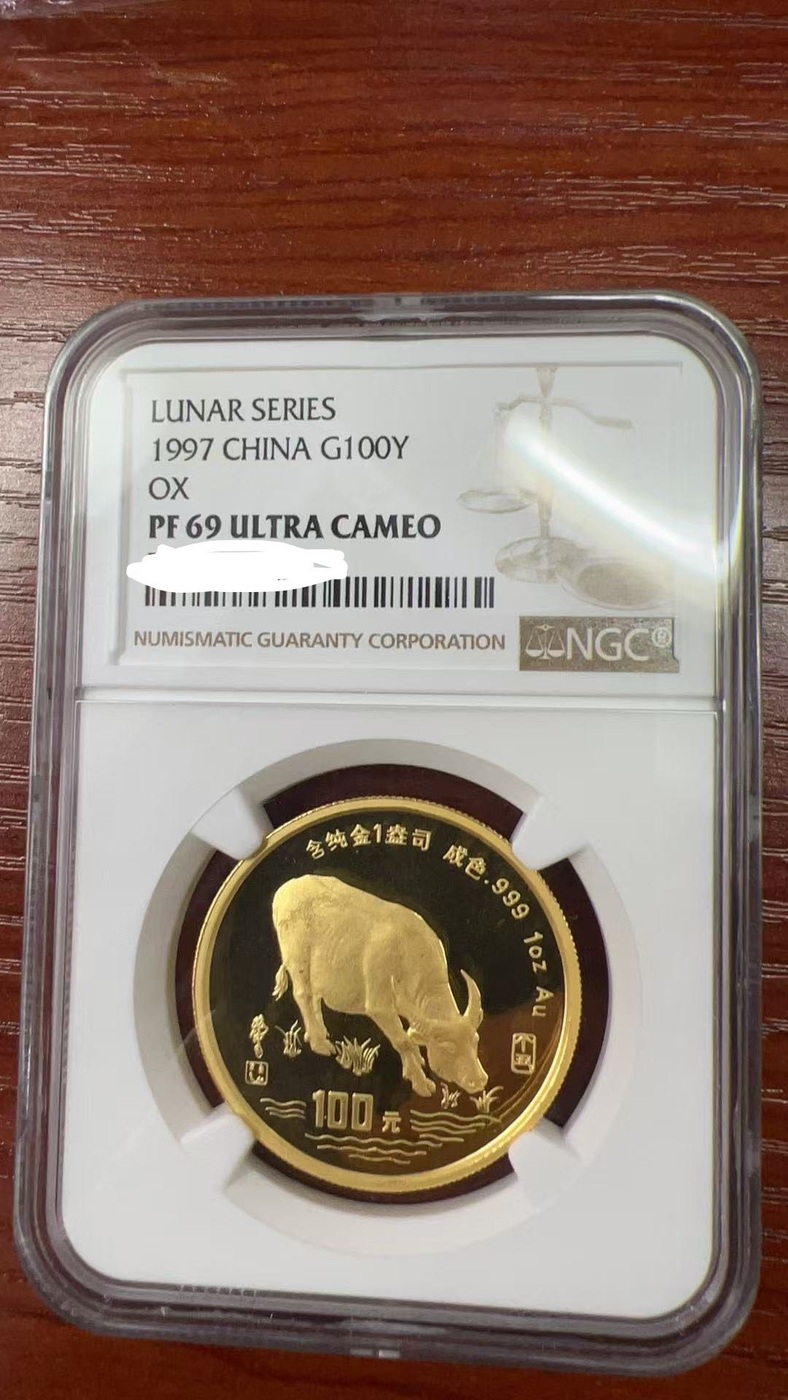 LUNAR SERIES
1997 CHINA G100Y
OX
PF 69 ULTRA CAMEO
NUMISMATIC GUARANTY CORPORATION
NGC®
含纯金1盎司 成色.999 1oz Au
100元